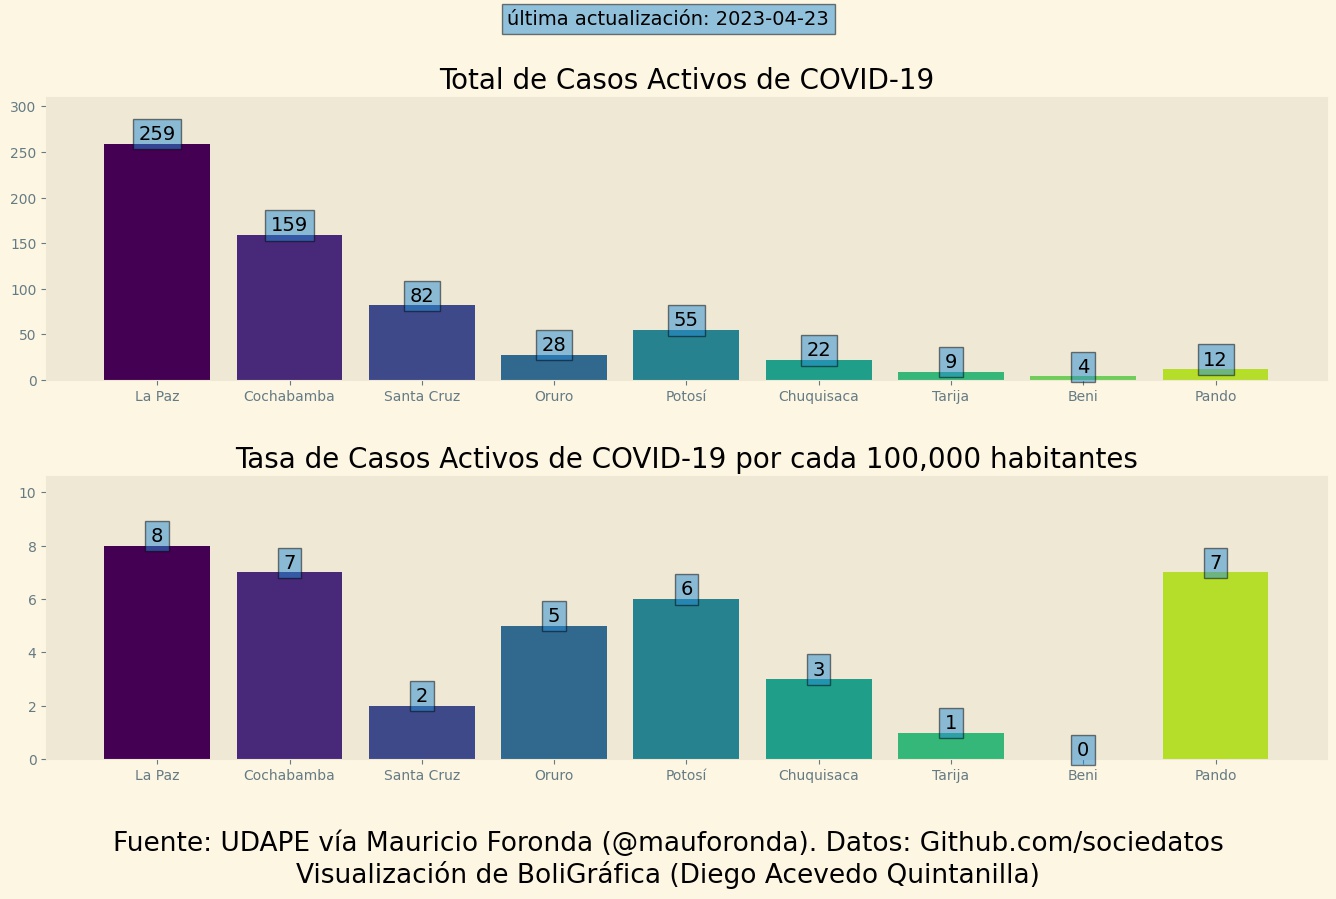 última actualización: 2023-04-23
Total de Casos Activos de COVID-19
300
250
200
150
100
50
0
259
159
82
28
55
22
9
4
12
La Paz
Cochabamba
Santa Cruz
Oruro
Potosí
Chuquisaca
Tarija
Beni
Pando
Tasa de Casos Activos de COVID-19 por cada 100,000 habitantes
10
8
6
4
2
0
8
7
2
5
6
3
1
0
7
La Paz
Cochabamba
Santa Cruz
Oruro
Potosí
Chuquisaca
Tarija
Beni
Pando
Fuente: UDAPE vía Mauricio Foronda (@mauforonda). Datos: Github.com/sociedatos
Visualización de BoliGráfica (Diego Acevedo Quintanilla)